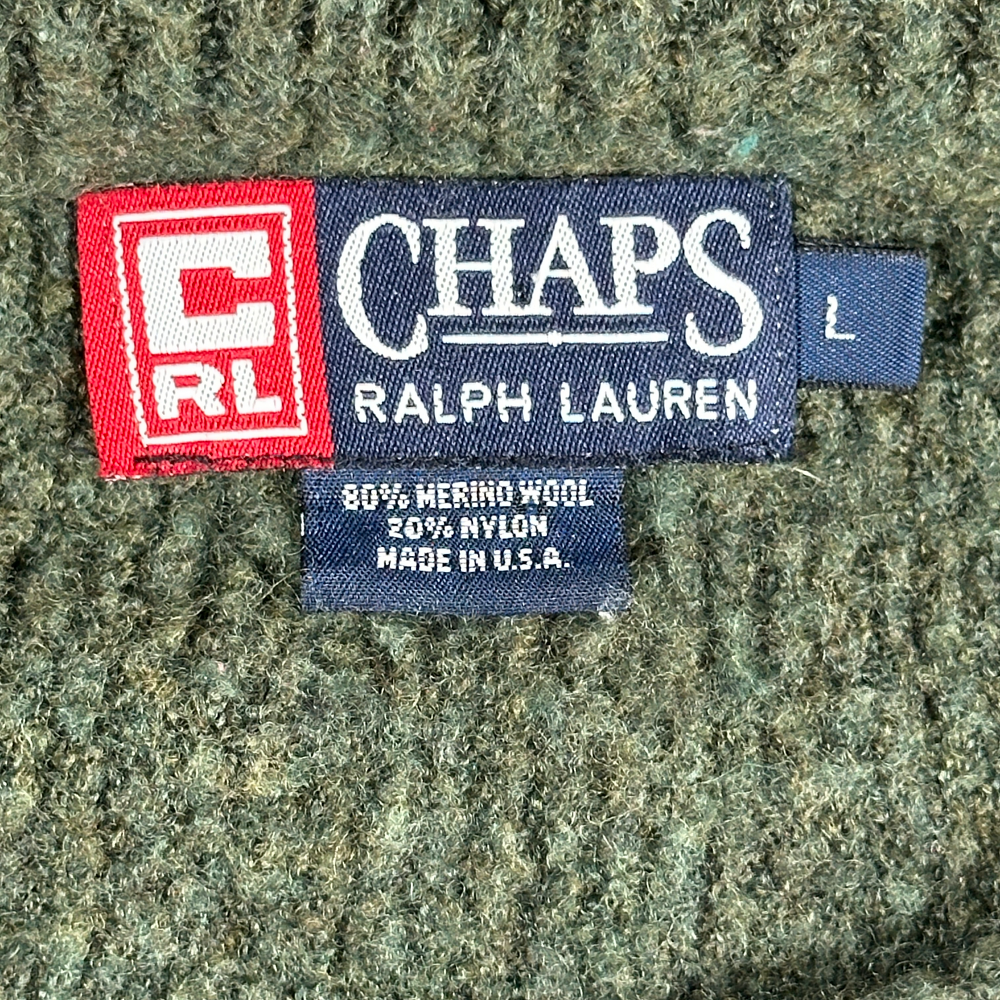 C
RL
CHAPS
RALPH LAUREN
L
80% MERINO WOOL
20% NYLON
MADE IN U.S.A.